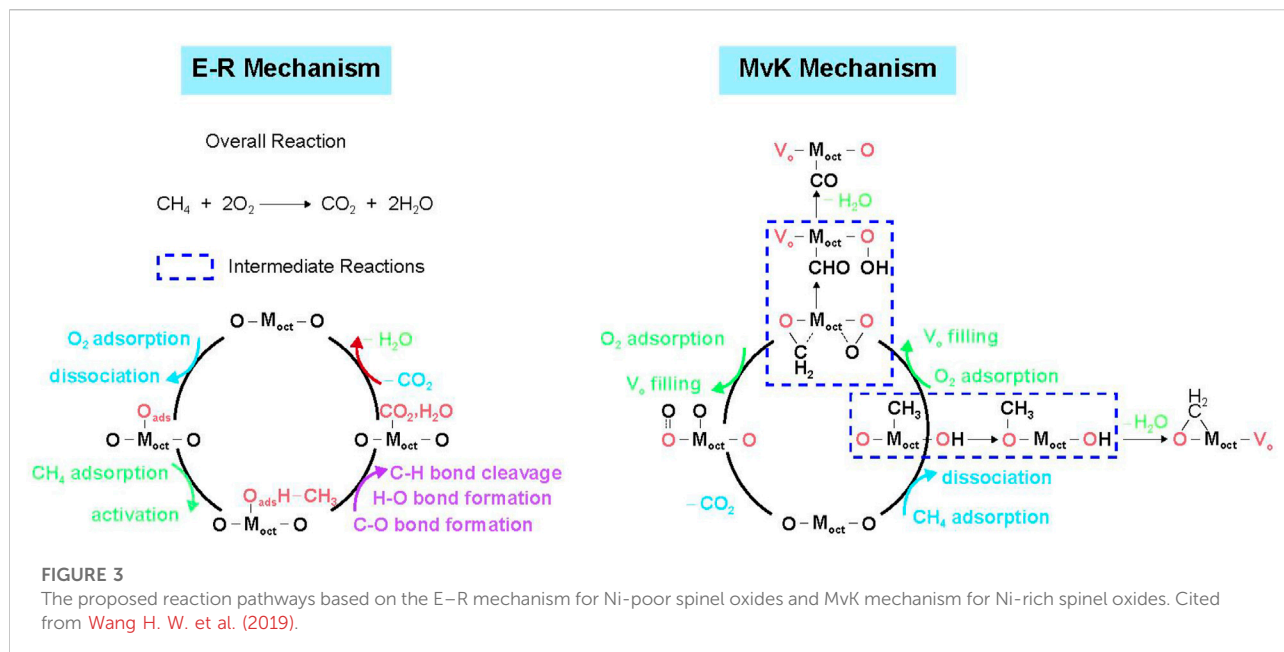 E-R Mechanism
Overall Reaction
CH₄ + 2O₂ ⟶ CO₂ + 2H₂O
Intermediate Reactions
O-Mₒct-O
O₂ adsorption
dissociation
- H₂O
- CO₂
Oads
O-Moct-O
CO₂,H₂O
O-Moct-O
CH₄ adsorption
activation
OadsH-CH₃
O-Moct-O
C-H bond cleavage
H-O bond formation
C-O bond formation
MvK Mechanism
Vₒ-Moct-O
CO
- H₂O
Vₒ-Moct-O
CHO OH
O-Moct-O
C O
H₂
O₂ adsorption
Vₒ filling
Vₒ filling
O₂ adsorption
O O
O-Moct-O
CH₃
O-Moct-OH
CH₃
O-Moct-OH
-H₂O
H₂
C
O-Moct-Vₒ
- CO₂
O-Moct-O
dissociation
CH₄ adsorption
FIGURE 3
The proposed reaction pathways based on the E–R mechanism for Ni-poor spinel oxides and MvK mechanism for Ni-rich spinel oxides. Cited
from Wang H. W. et al. (2019).